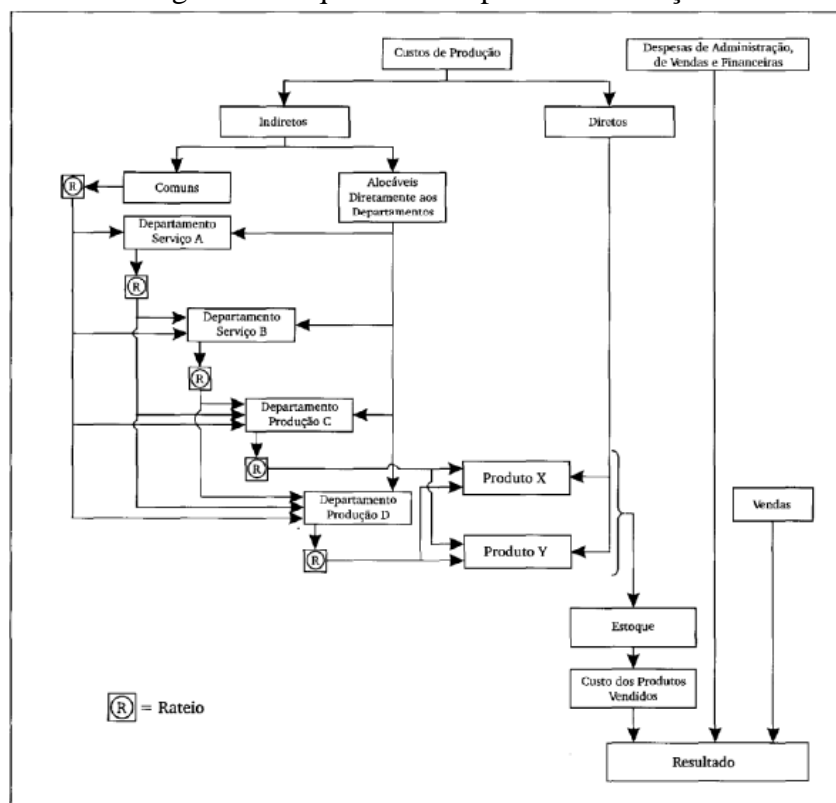 Custos de Produção
Despesas de Administração,
de Vendas e Financeiras
Indiretos
Diretos
R
Comuns
Alocáveis
Diretamente aos
Departamentos
Departamento
Serviço A
R
Departamento
Serviço B
R
Departamento
Produção C
R
Produto X
Departamento
Produção D
Vendas
R
Produto Y
Estoque
Custo dos Produtos
Vendidos
R = Rateio
Resultado